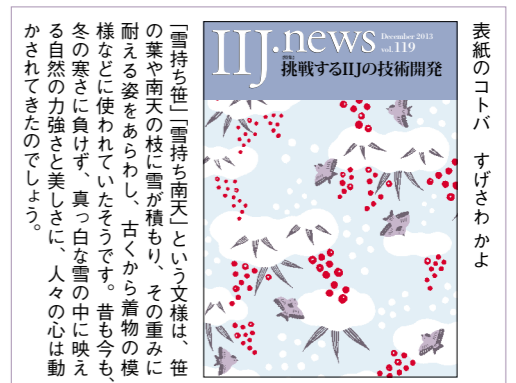 表紙のコトバ　すげさわ かよ
IIJ.news
December 2013
vol.119
特集
挑戦するIIJの技術開発
「雪持ち笹」「雪持ち南天」という文様は、笹
の葉や南天の枝に雪が積もり、その重みに
耐える姿をあらわし、古くから着物の模
様などに使われていたそうです。昔も今も、
冬の寒さに負けず、真っ白な雪の中に映え
る自然の力強さと美しさに、人々の心は動
かされてきたのでしょう。